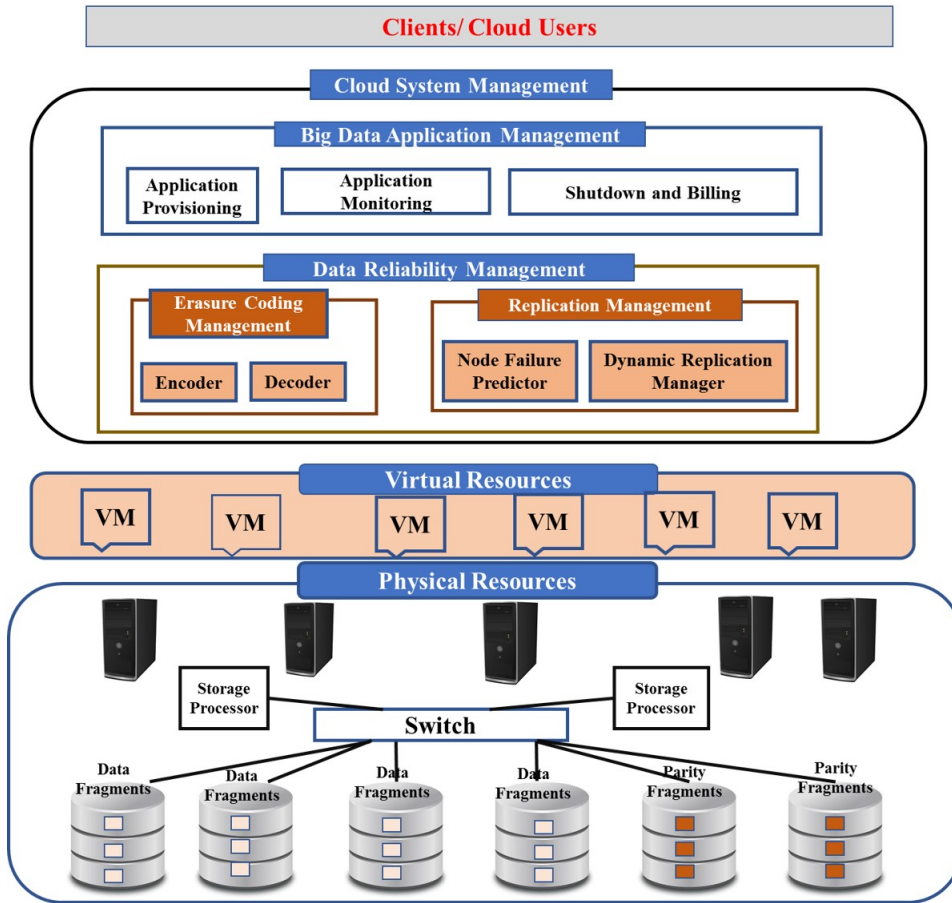 Clients/ Cloud Users
Cloud System Management
Big Data Application Management
Application
Provisioning
Application
Monitoring
Shutdown and Billing
Data Reliability Management
Erasure Coding
Management
Replication Management
Encoder
Decoder
Node Failure
Predictor
Dynamic Replication
Manager
Virtual Resources
VM
VM
VM
VM
VM
VM
Physical Resources
Storage
Processor
Storage
Processor
Switch
Data
Fragments
Data
Fragments
Data
Fragments
Data
Fragments
Parity
Fragments
Parity
Fragments